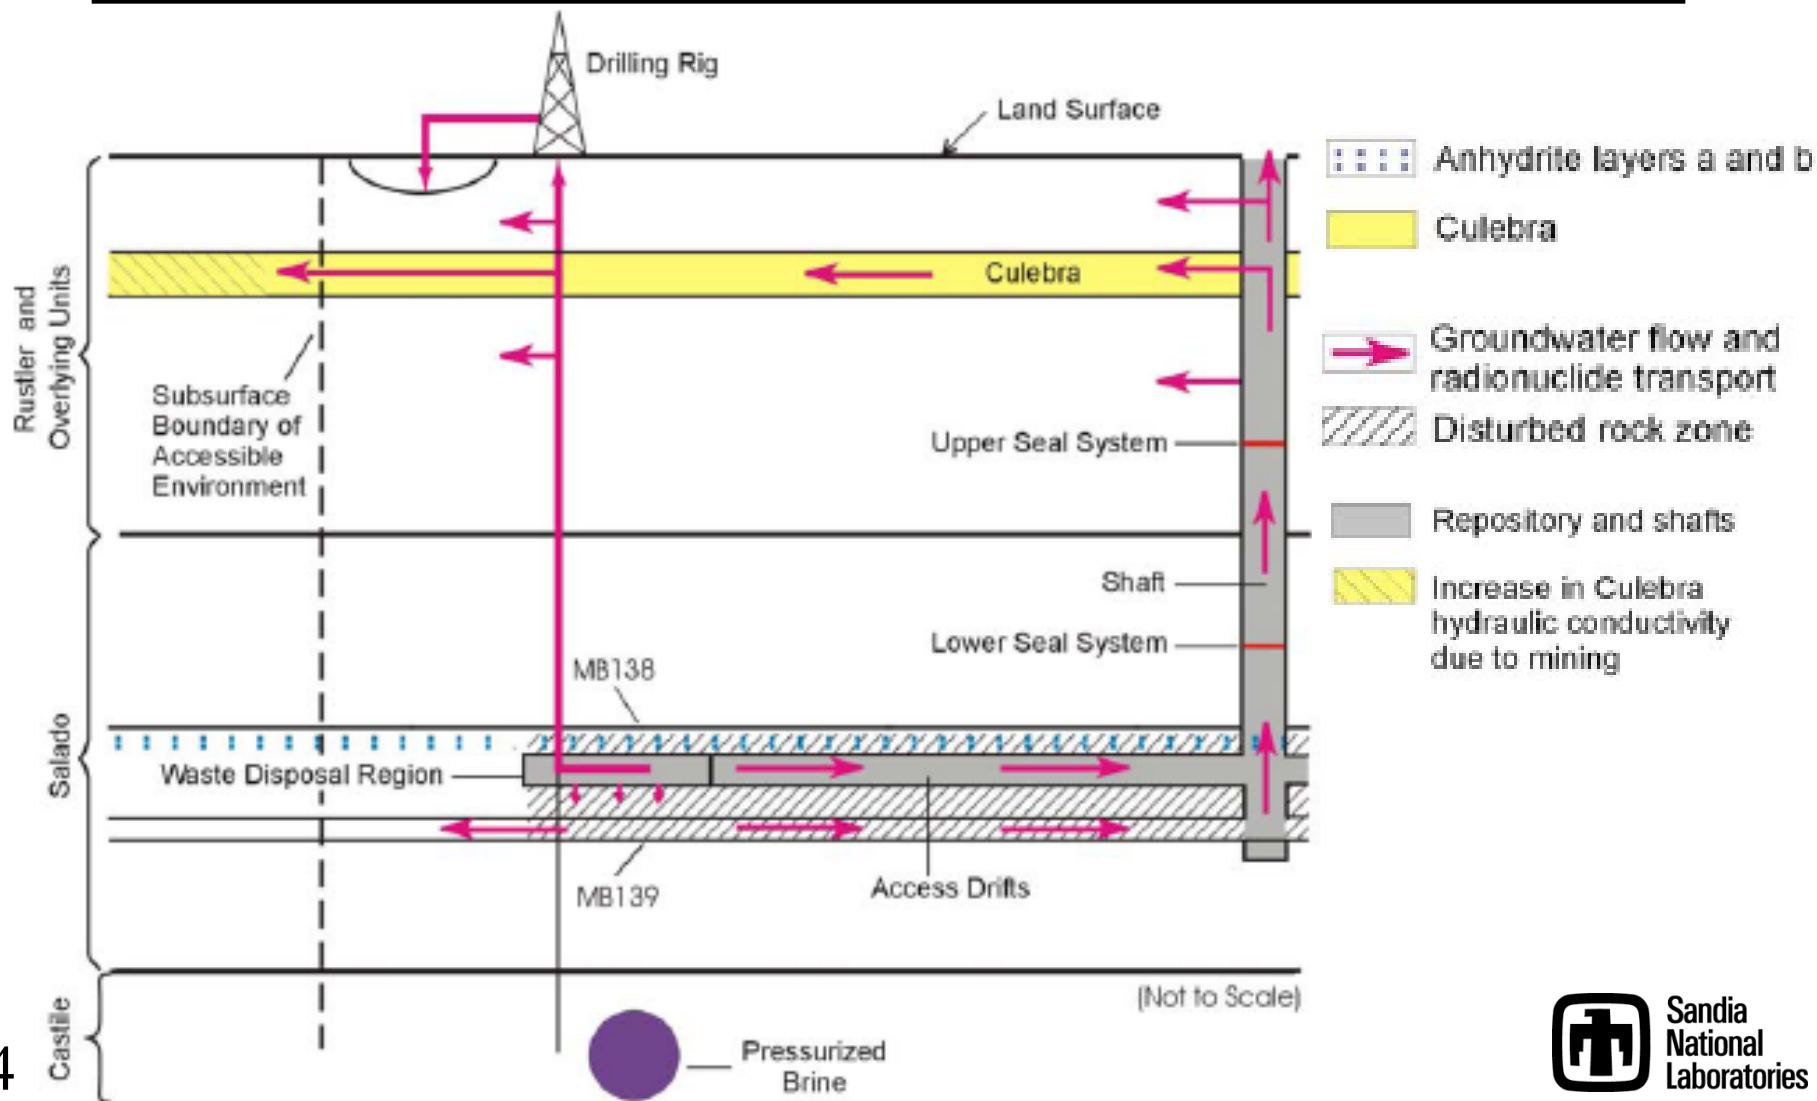 Drilling Rig
Land Surface
Anhydrite layers a and b
Culebra
Culebra
Groundwater flow and
radionuclide transport
Disturbed rock zone
Repository and shafts
Increase in Culebra
hydraulic conductivity
due to mining
Rustler and
Overlying Units
Subsurface
Boundary of
Accessible
Environment
Upper Seal System
Shaft
Lower Seal System
MB138
Salado
Waste Disposal Region
MB139
Access Drifts
(Not to Scale)
Castile
Pressurized
Brine
4
Sandia
National
Laboratories